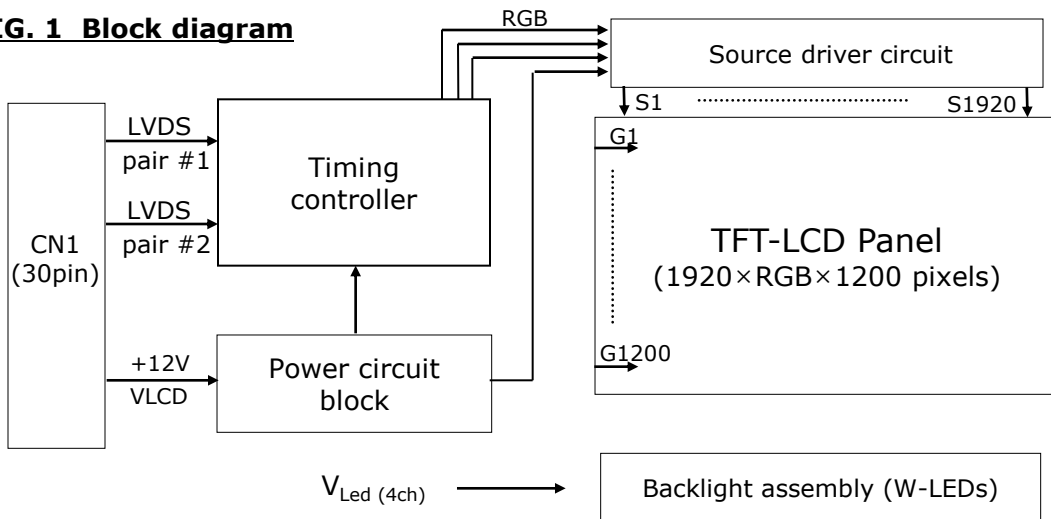 IG. 1 Block diagram
RGB
Source driver circuit
S1
S1920
LVDS
pair #1
Timing
controller
G1
LVDS
pair #2
CN1
(30pin)
TFT-LCD Panel
(1920×RGB×1200 pixels)
G1200
+12V
VLCD
Power circuit
block
VLed (4ch)
Backlight assembly (W-LEDs)